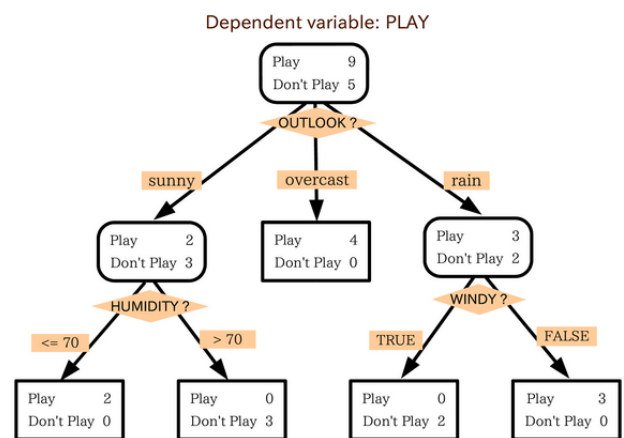 Dependent variable: PLAY
Play 9
Don't Play 5
OUTLOOK ?
sunny
overcast
rain
Play 2
Don't Play 3
Play 4
Don't Play 0
Play 3
Don't Play 2
HUMIDITY ?
WINDY ?
<= 70
> 70
TRUE
FALSE
Play 2
Don't Play 0
Play 0
Don't Play 3
Play 0
Don't Play 2
Play 3
Don't Play 0